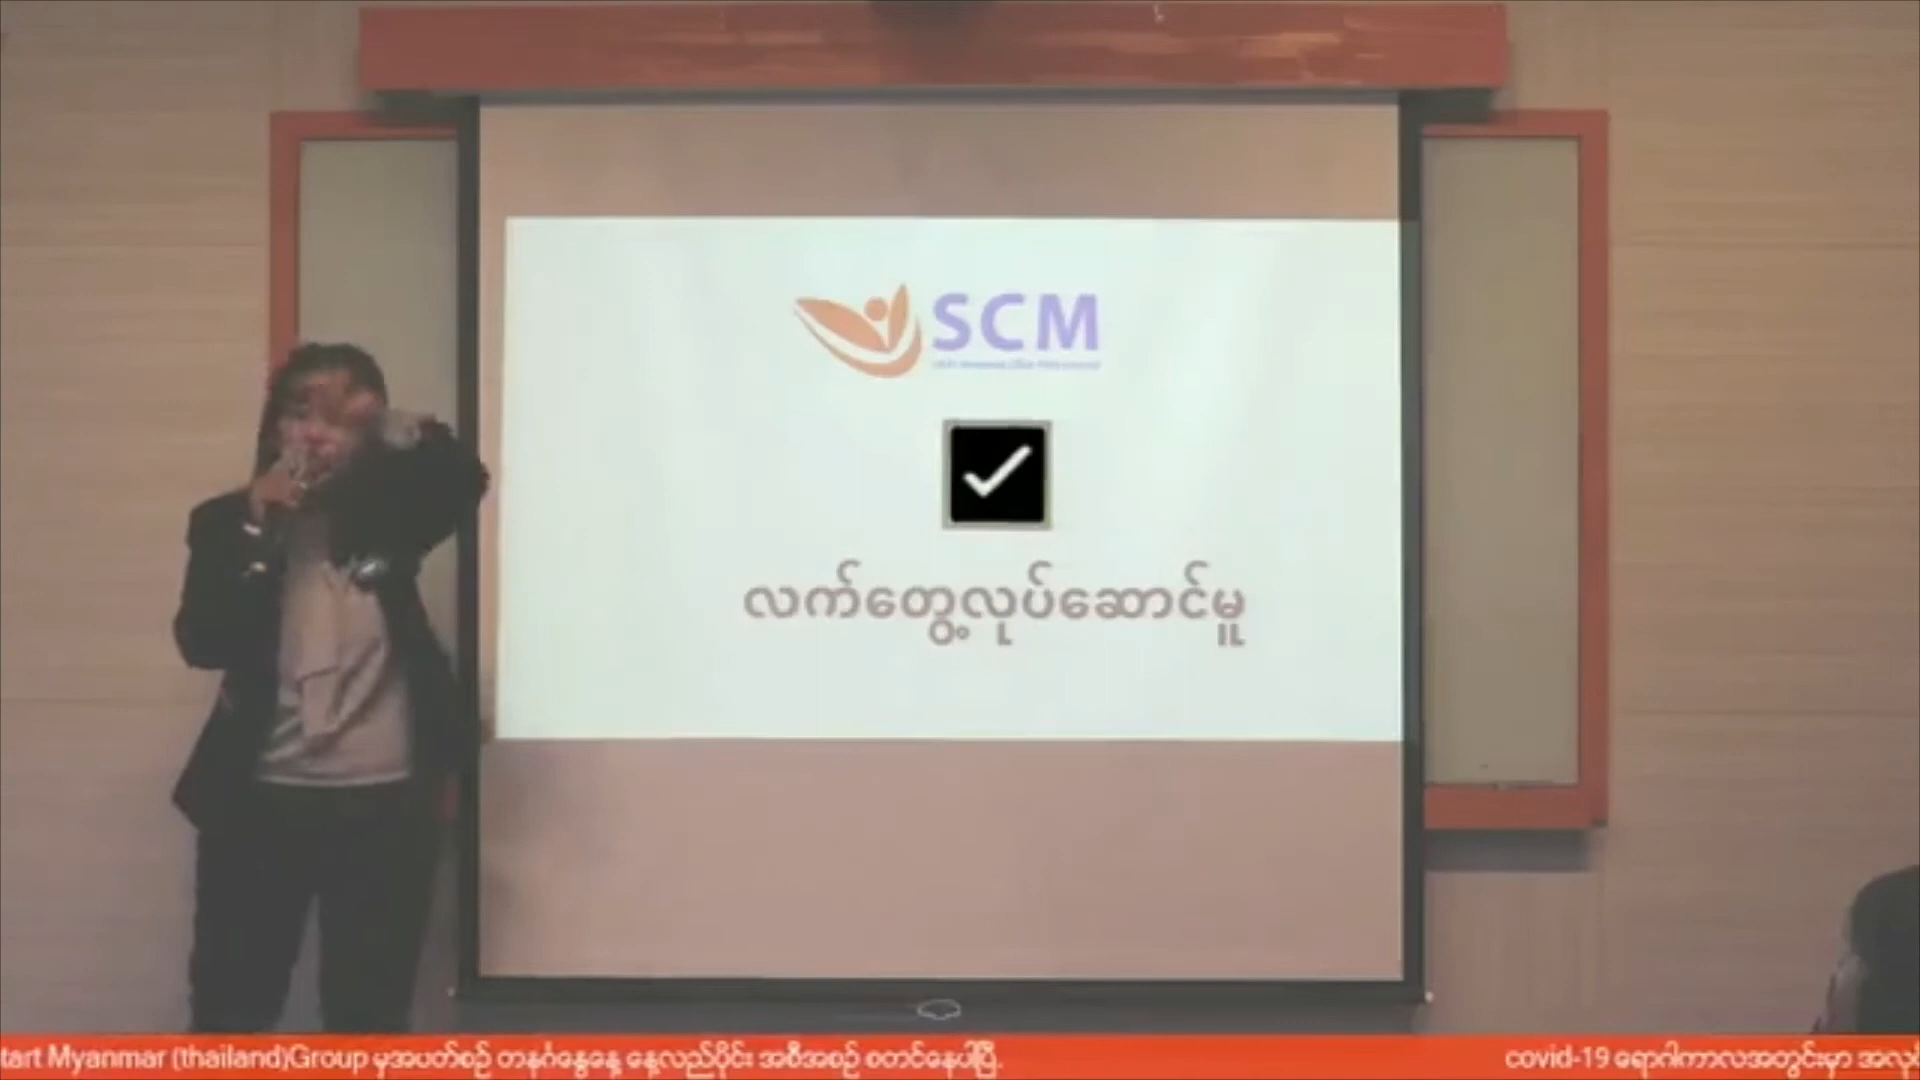 SCM
လက်တွေ့လုပ်ဆောင်မှူ
tart Myanmar (thailand)Group မှအပတ်စဉ် တနင်္ဂနွေနေ့ နေ့လည်ပိုင်း အစီအစဉ် စတင်နေပါပြီ.
covid-19 ရောဂါကာလအတွင်းမှာ